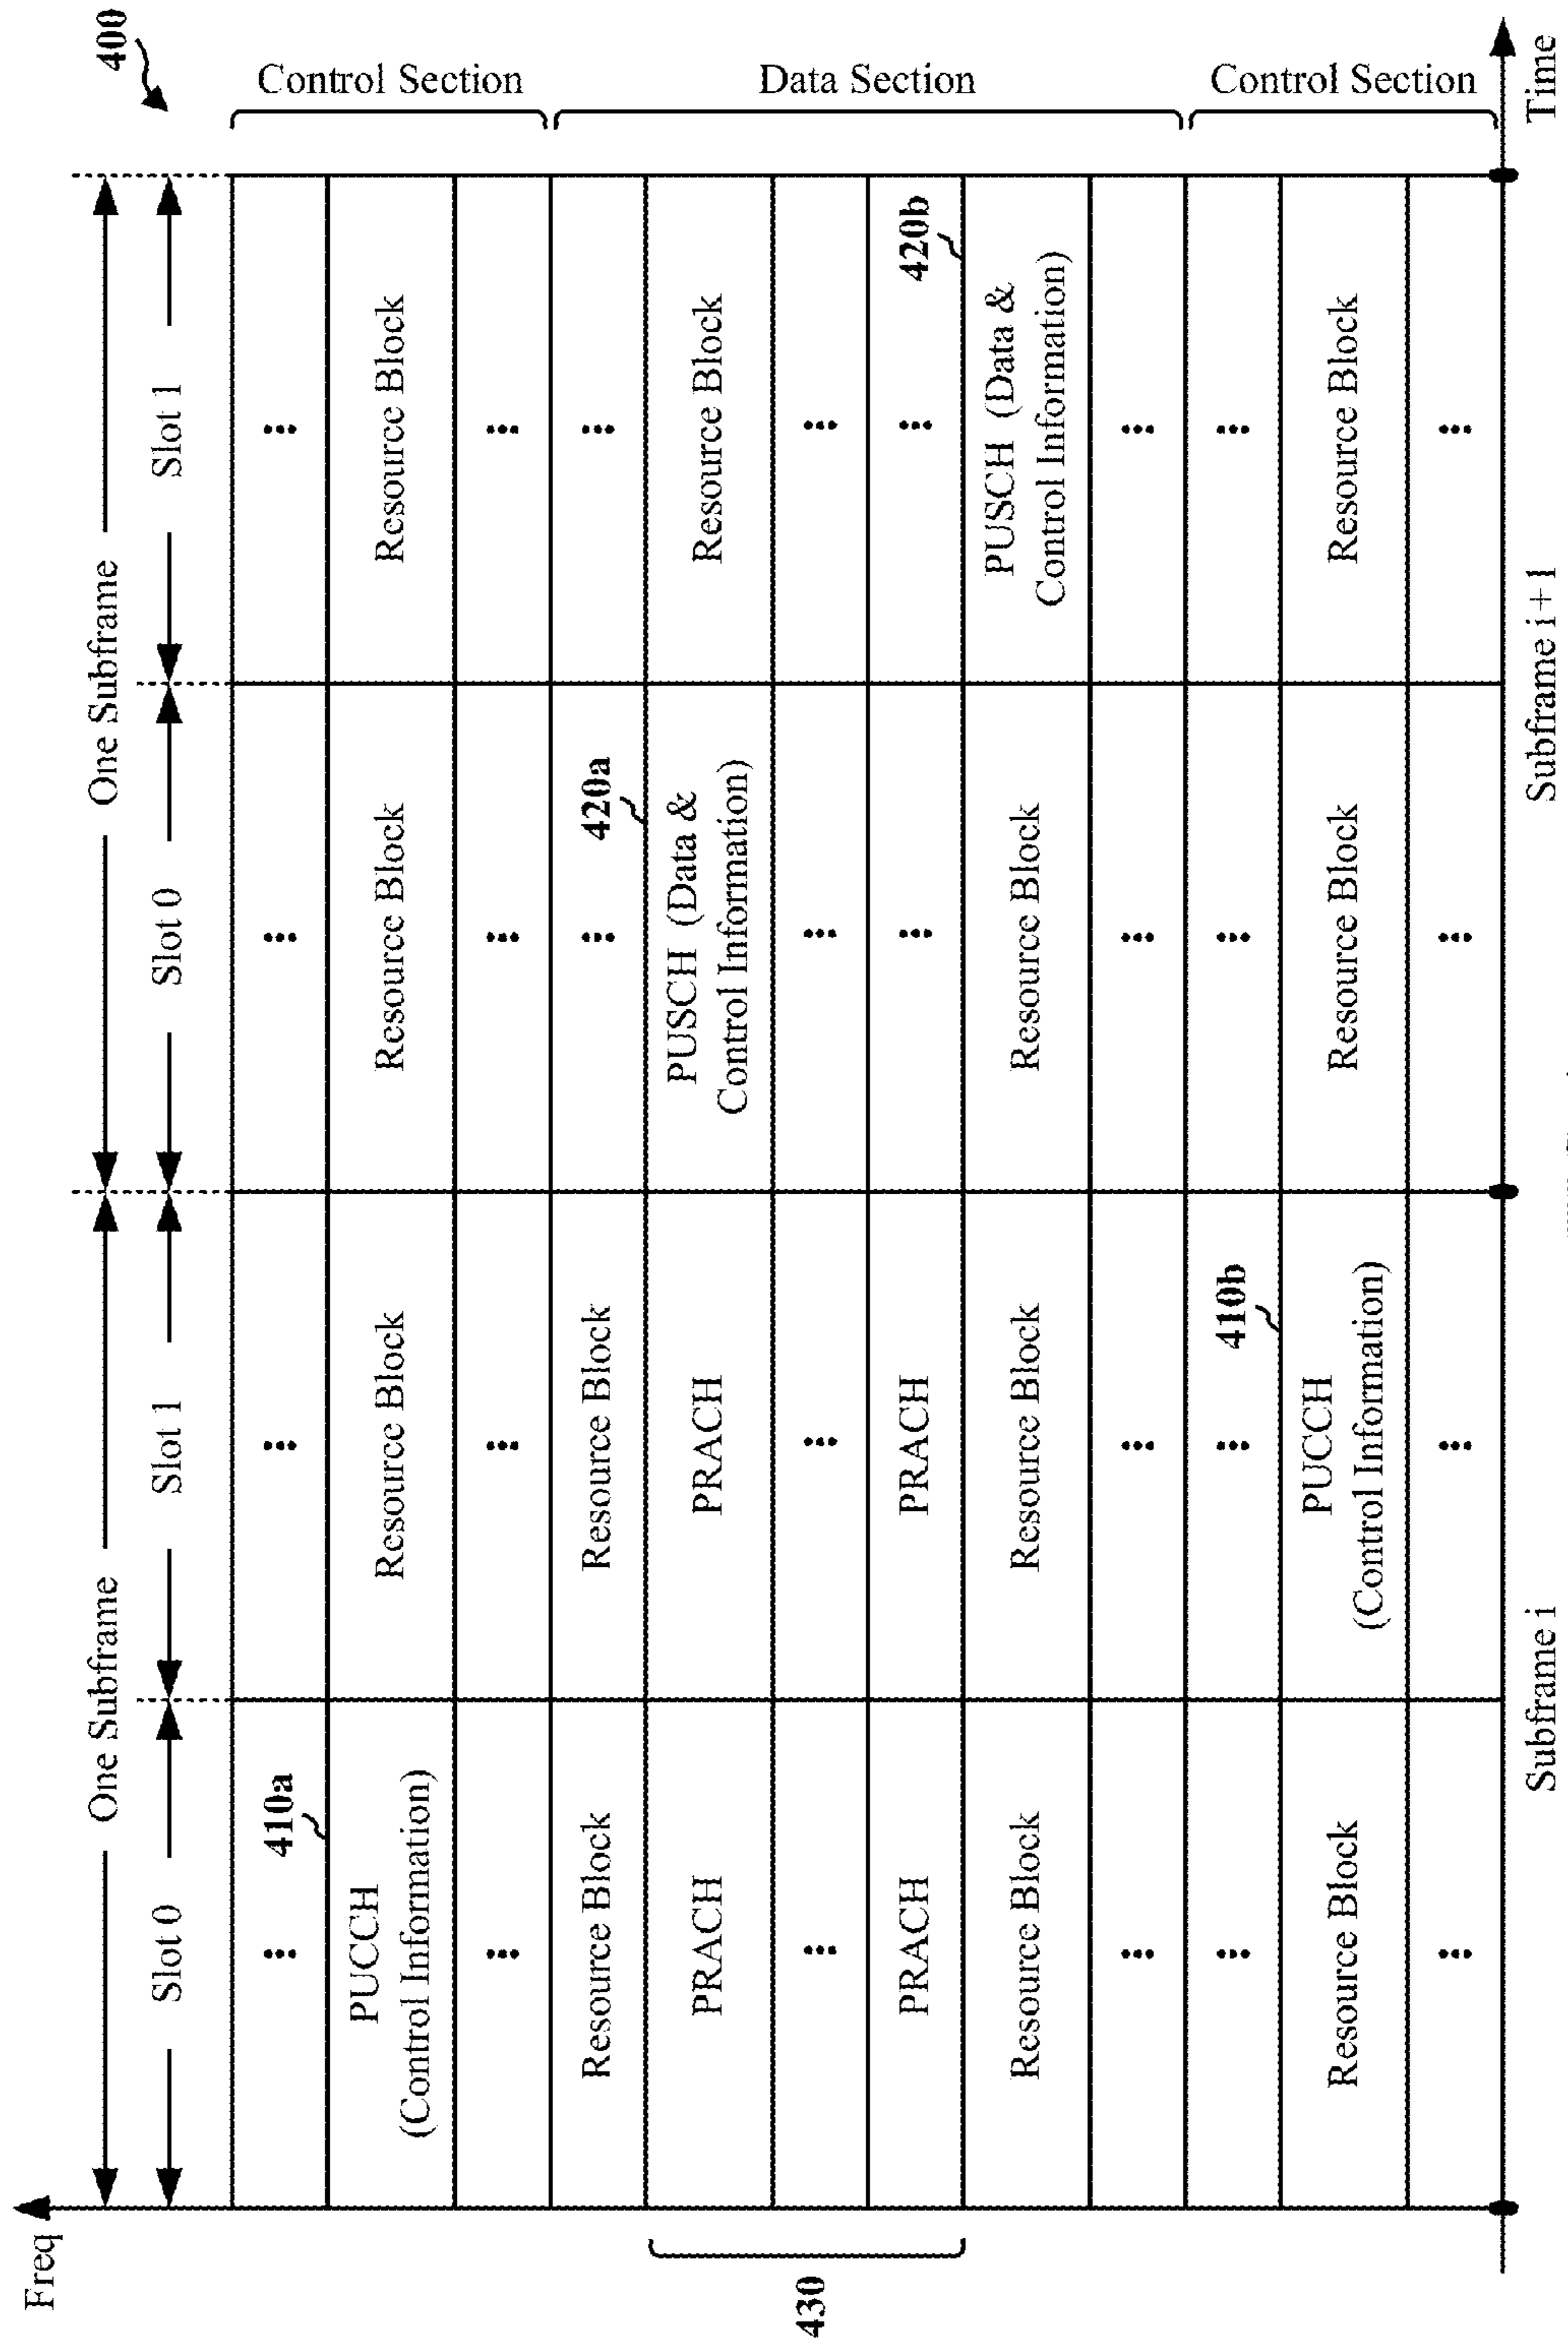 400
Freq
One Subframe
One Subframe
Slot 0
Slot 1
Slot 0
Slot 1
...
...
...
...
Control Section
410a
PUCCH
(Control Information)
Resource Block
Resource Block
Resource Block
...
...
...
...
Resource Block
Resource Block
...
...
Data Section
420a
430
PRACH
PRACH
PUSCH (Data &
Control Information)
Resource Block
...
...
...
...
PRACH
PRACH
...
...
420b
Resource Block
Resource Block
Resource Block
PUSCH (Data &
Control Information)
...
...
...
...
...
...
...
...
Control Section
410b
Resource Block
PUCCH
(Control Information)
Resource Block
Resource Block
...
...
...
...
Subframe i
Subframe i + 1
Time